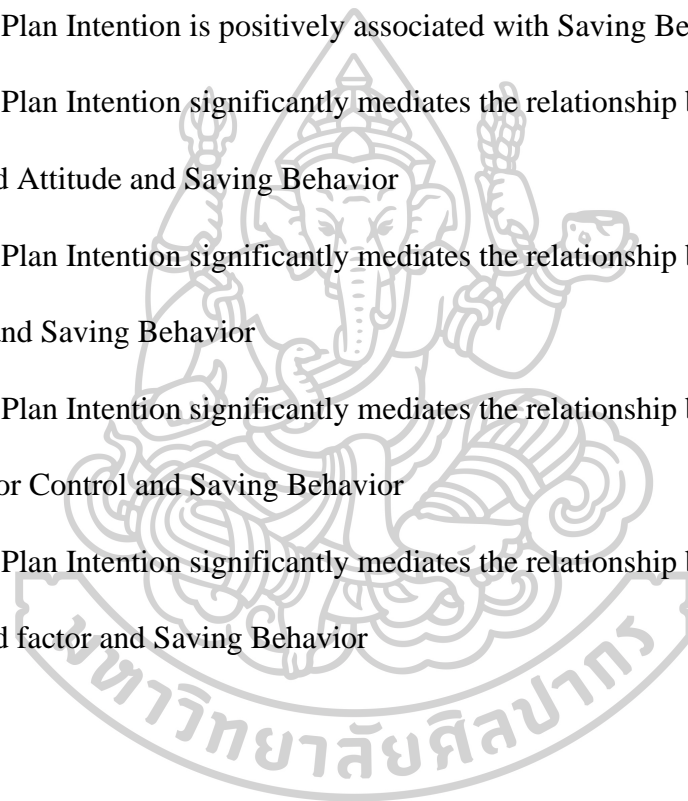 Plan Intention is positively associated with Saving Be
Plan Intention significantly mediates the relationship
d Attitude and Saving Behavior
Plan Intention significantly mediates the relationship
and Saving Behavior
Plan Intention significantly mediates the relationship
or Control and Saving Behavior
Plan Intention significantly mediates the relationship
d factor and Saving Behavior
มหาวิทยาลัยศิลปากร